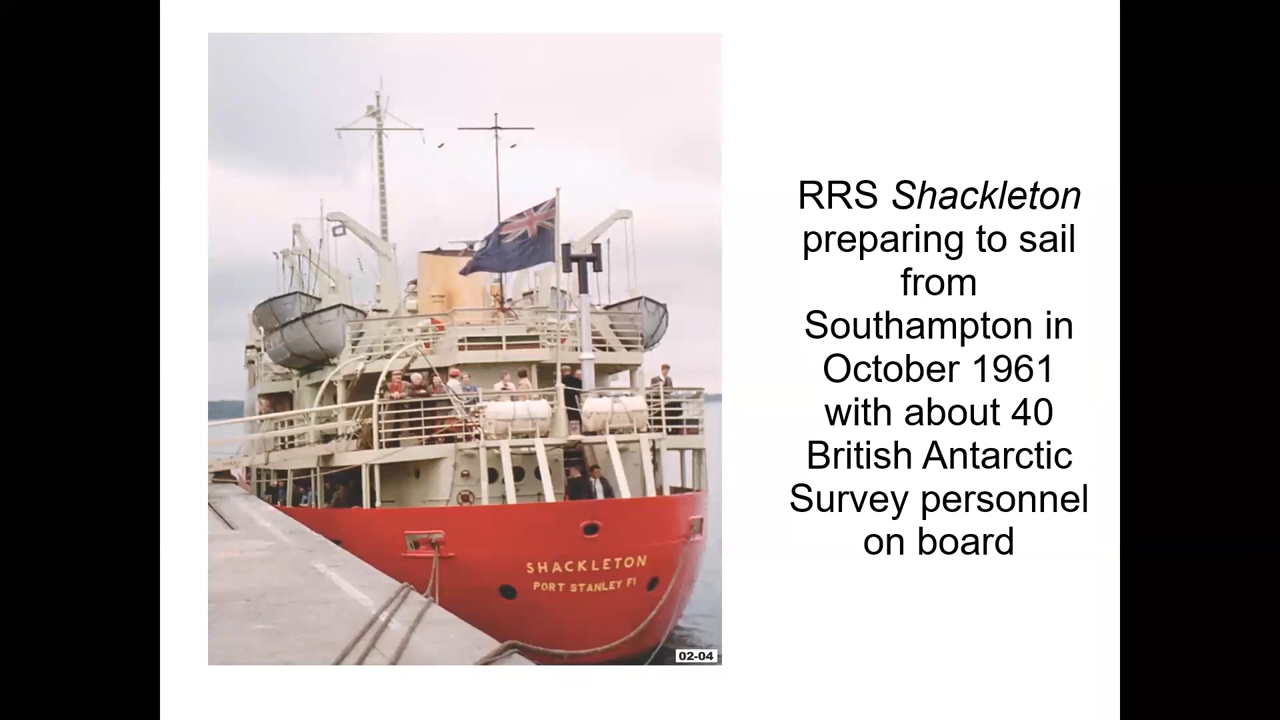 RRS Shackleton
preparing to sail
from
Southampton in
October 1961
with about 40
British Antarctic
Survey personnel
on board
SHACKLETON
PORT STANLEY FI
02-04